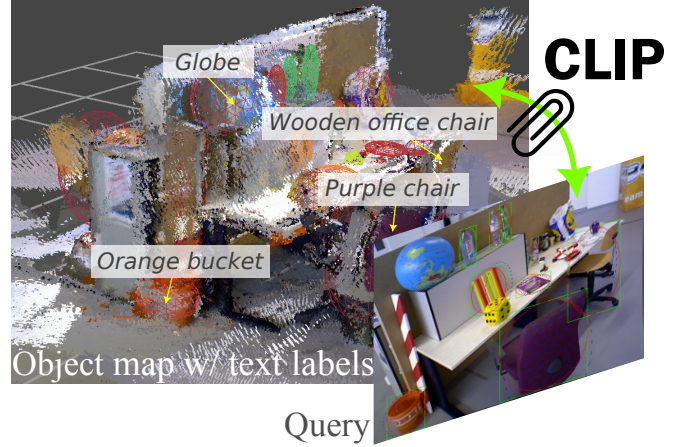 CLIP
Globe
Wooden office chair
Purple chair
Orange bucket
Object map w/ text labels
Query